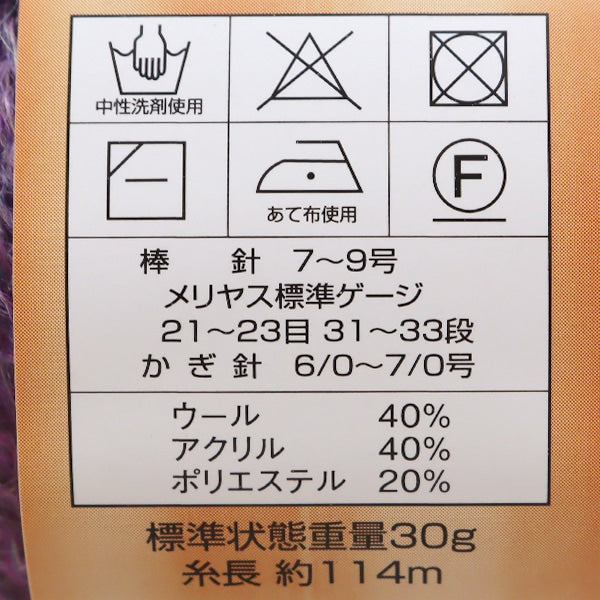 中性洗剤使用
あて布使用
F
棒　針　7〜9号
メリヤス標準ゲージ
21〜23目 31〜33段
かぎ針　6/0〜7/0号
ウール　40%
アクリル　40%
ポリエステル　20%
標準状態重量30g
糸長 約114m